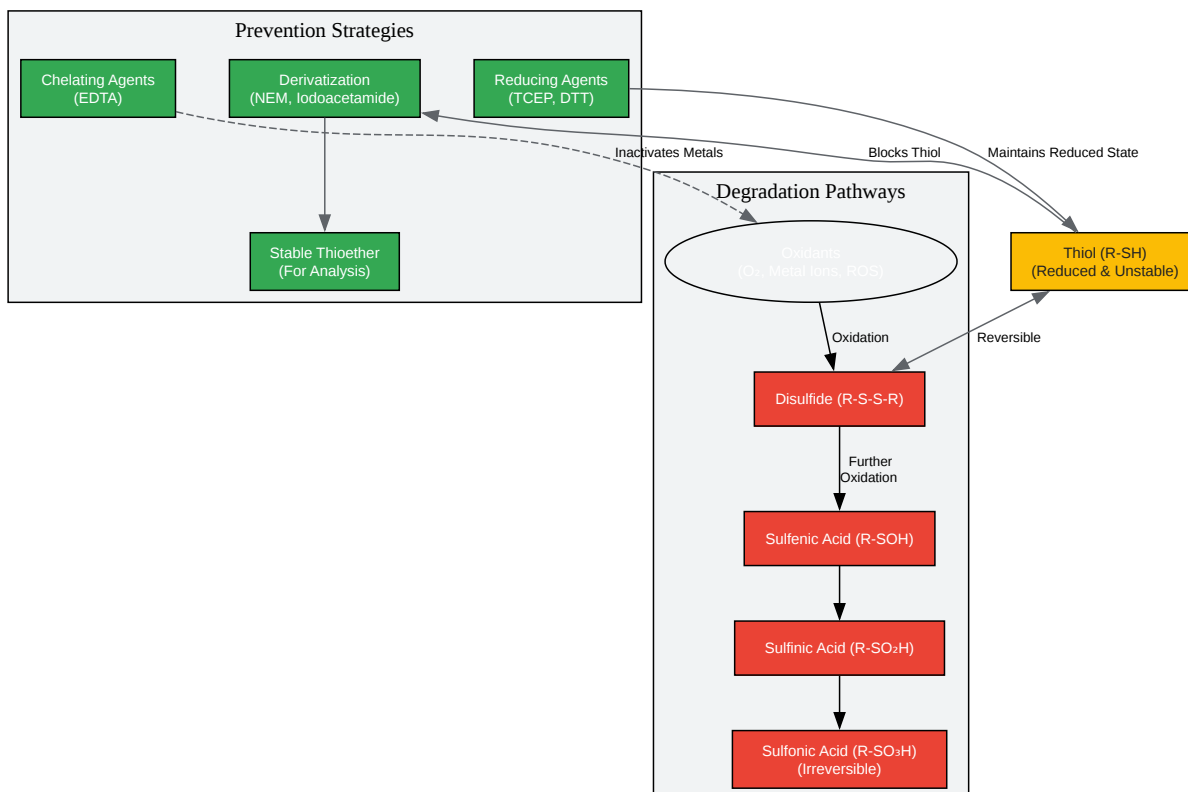 Prevention Strategies
Chelating Agents
(EDTA)
Derivatization
(NEM, Iodoacetamide)
Reducing Agents
(TCEP, DTT)
Inactivates Metals
Blocks Thiol
Maintains Reduced State
Degradation Pathways
Stable Thioether
(For Analysis)
Oxidants
(O₂, Metal Ions, ROS)
Thiol (R-SH)
(Reduced & Unstable)
Oxidation
Reversible
Disulfide (R-S-S-R)
Further
Oxidation
Sulfenic Acid (R-SOH)
Sulfinic Acid (R-SO₂H)
Sulfonic Acid (R-SO₃H)
(Irreversible)